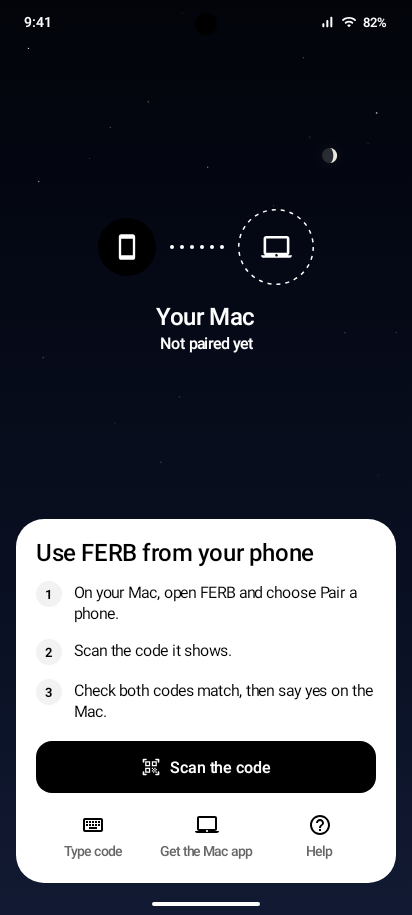 9:41
82%
Your Mac
Not paired yet
Use FERB from your phone
1
On your Mac, open FERB and choose Pair a
phone.
2
Scan the code it shows.
3
Check both codes match, then say yes on the
Mac.
Scan the code
Type code
Get the Mac app
Help